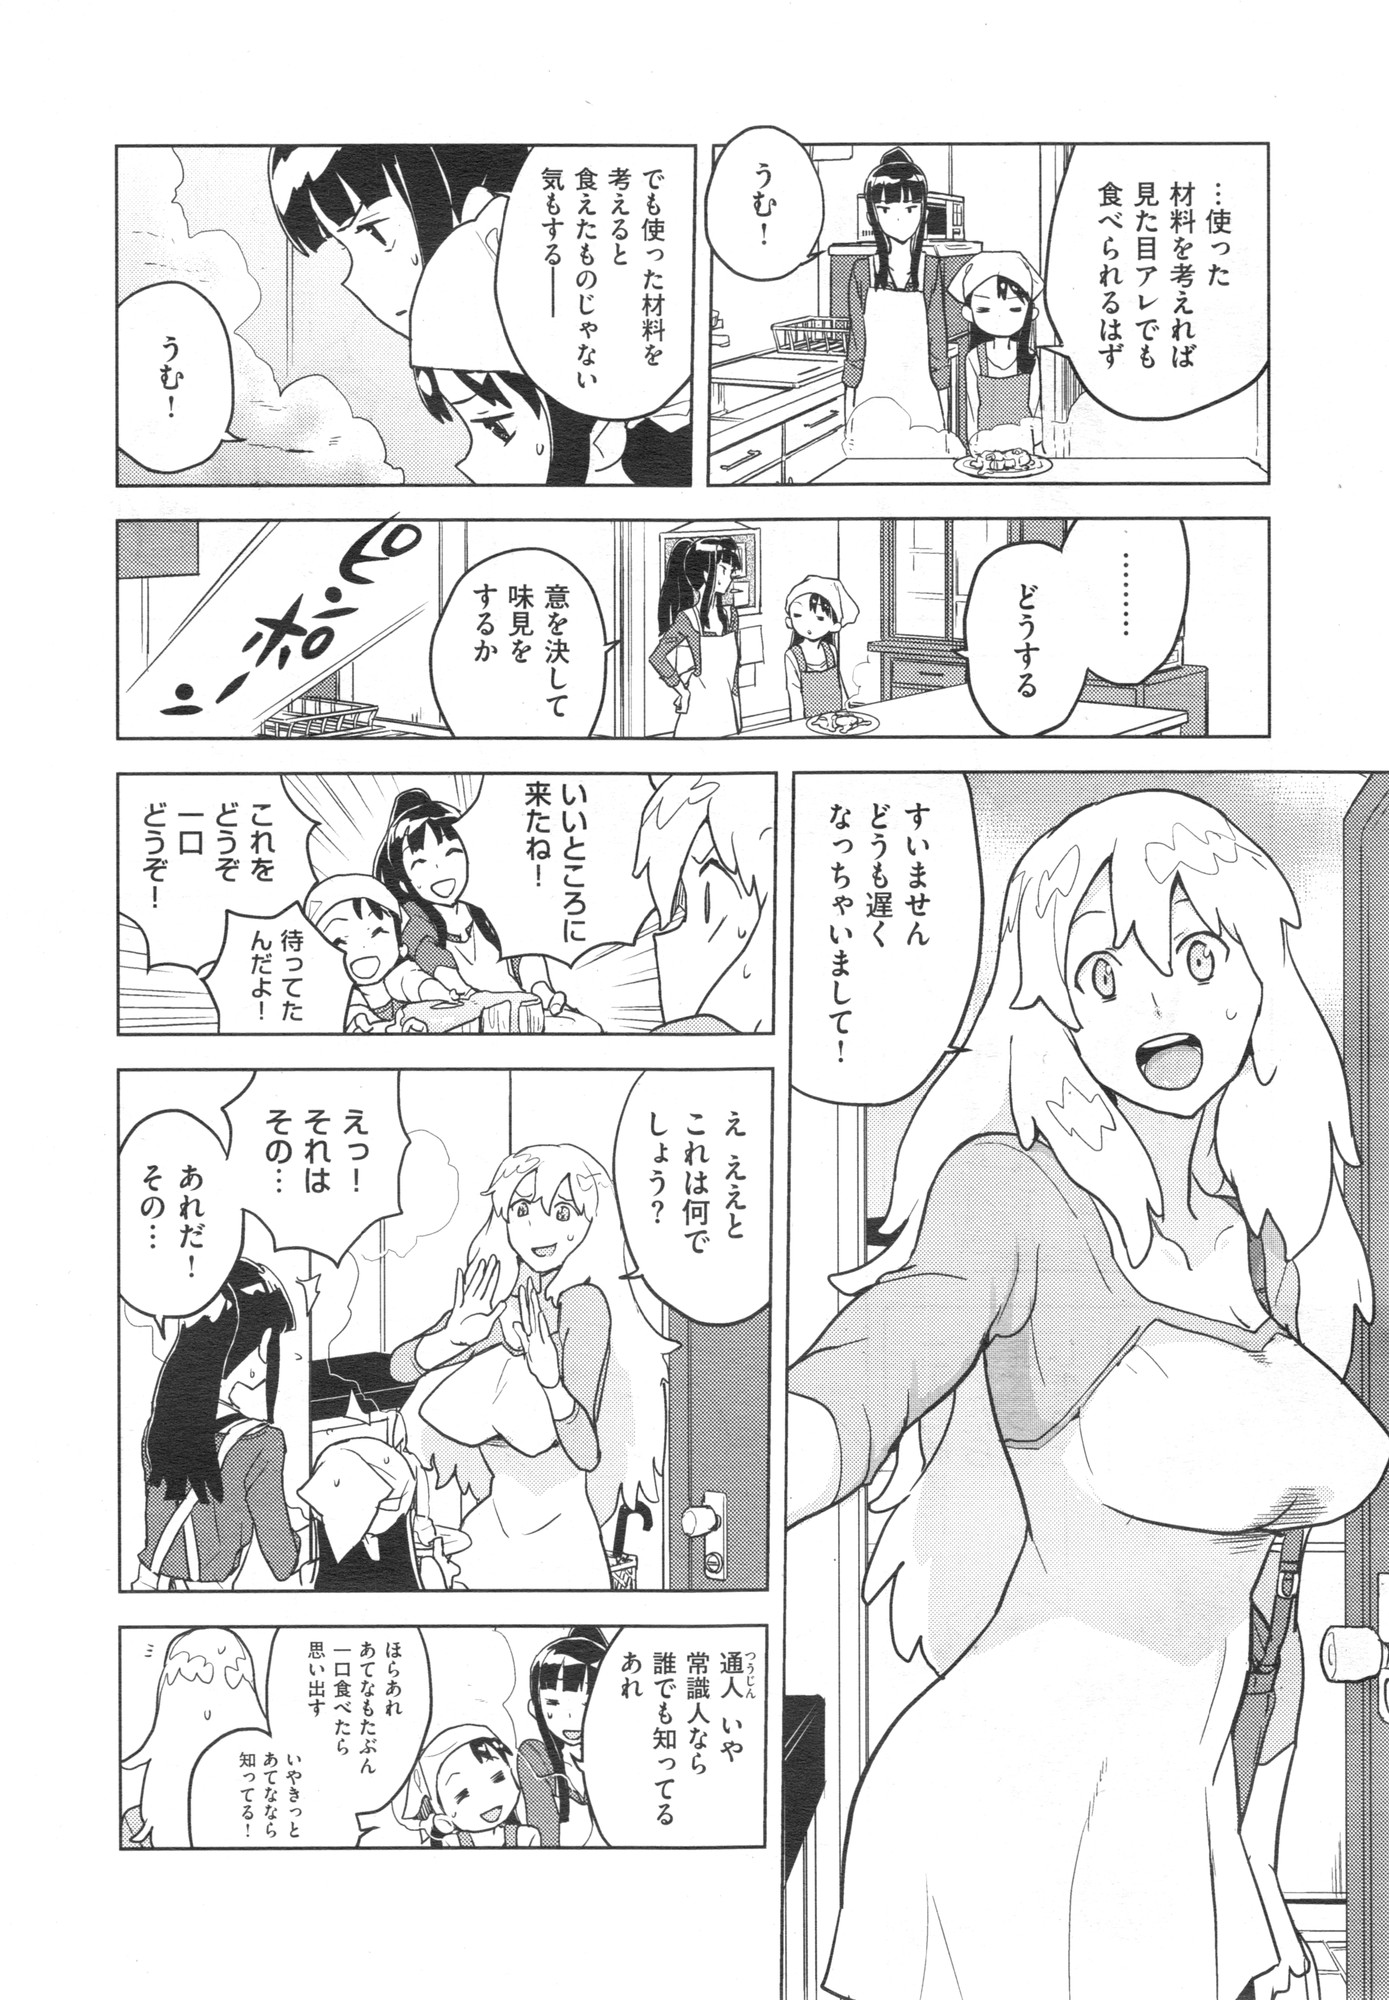 …使った
材料を考えれば
見た目アレでも
食べられるはず
うむ!
でも使った材料を
考えると
食えたものじゃない
気もする——
うむ!
………
どうする
意を決して
味見を
するか
ピンポーン
すいません
どうも遅く
なっちゃいまして!
いいところに
来たね!
待ってた
んだよ!
これを
どうぞ
一口
どうぞ!
え ええと
これは何で
しょう?
えっ!
それは
その…
あれだ!
その…
通人 いや
つうじん
常識人なら
誰でも知ってる
あれ
ほらあれ
あてなもたぶん
一口食べたら
思い出す
いやきっと
あてななら
知ってる!